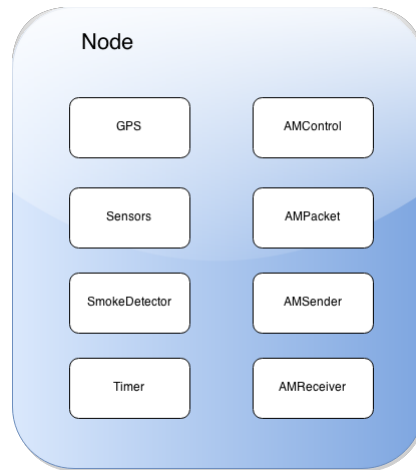 Node
GPS
AMControl
Sensors
AMPacket
SmokeDetector
AMSender
Timer
AMReceiver